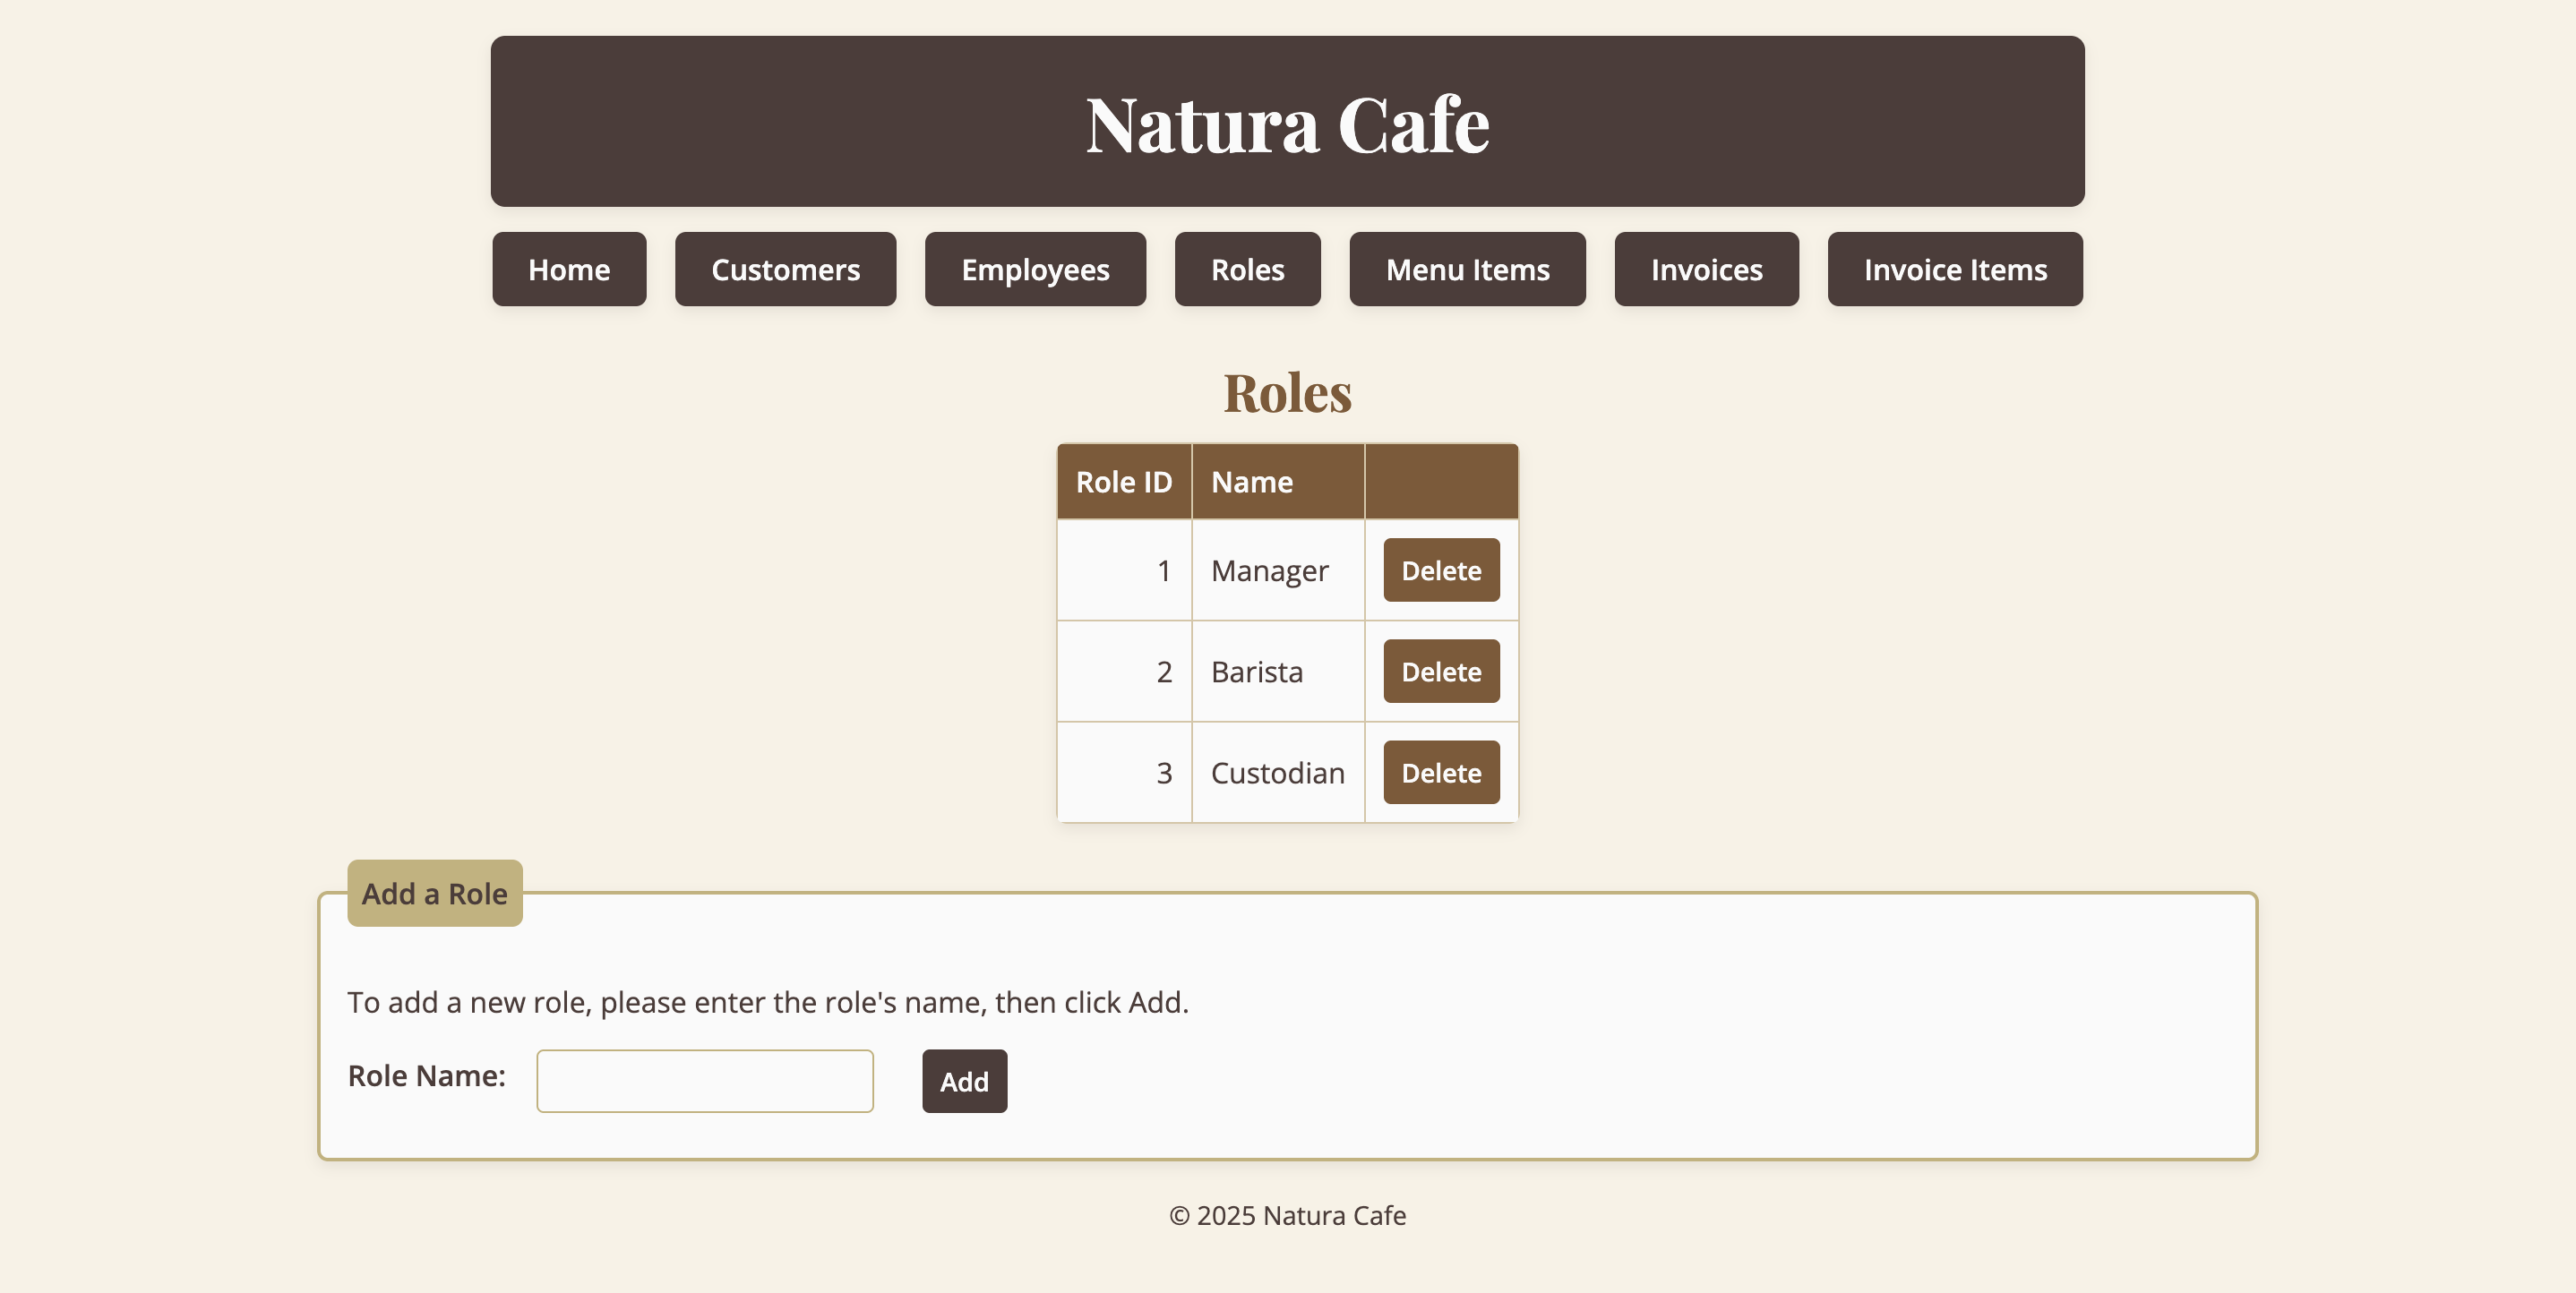 Natura Cafe
Home Customers Employees Roles Menu Items Invoices Invoice Items
Roles
Role ID Name
1 Manager Delete
2 Barista Delete
3 Custodian Delete
Add a Role
To add a new role, please enter the role's name, then click Add.
Role Name: Add
© 2025 Natura Cafe